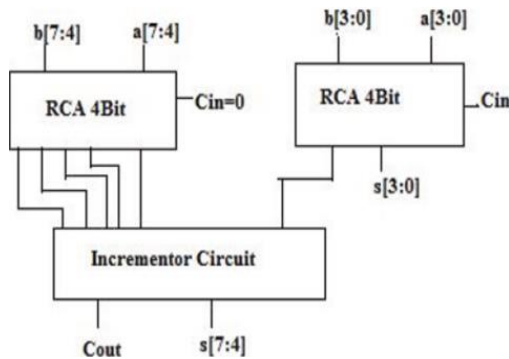 b[7:4] a[7:4]
RCA 4Bit
Cin=0
b[3:0] a[3:0]
RCA 4Bit
Cin
s[3:0]
Incrementor Circuit
Cout
s[7:4]